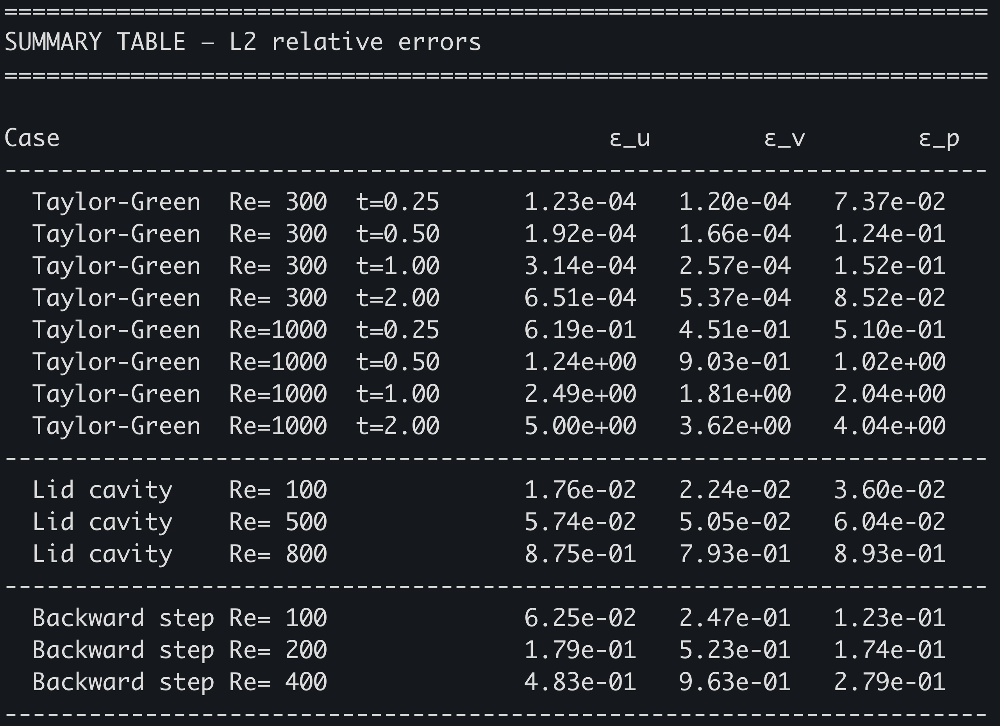 ======================================================================
SUMMARY TABLE — L2 relative errors
======================================================================
Case                                       ε_u        ε_v        ε_p
----------------------------------------------------------------------
  Taylor-Green  Re= 300  t=0.25      1.23e-04   1.20e-04   7.37e-02
  Taylor-Green  Re= 300  t=0.50      1.92e-04   1.66e-04   1.24e-01
  Taylor-Green  Re= 300  t=1.00      3.14e-04   2.57e-04   1.52e-01
  Taylor-Green  Re= 300  t=2.00      6.51e-04   5.37e-04   8.52e-02
  Taylor-Green  Re=1000  t=0.25      6.19e-01   4.51e-01   5.10e-01
  Taylor-Green  Re=1000  t=0.50      1.24e+00   9.03e-01   1.02e+00
  Taylor-Green  Re=1000  t=1.00      2.49e+00   1.81e+00   2.04e+00
  Taylor-Green  Re=1000  t=2.00      5.00e+00   3.62e+00   4.04e+00
----------------------------------------------------------------------
  Lid cavity    Re= 100              1.76e-02   2.24e-02   3.60e-02
  Lid cavity    Re= 500              5.74e-02   5.05e-02   6.04e-02
  Lid cavity    Re= 800              8.75e-01   7.93e-01   8.93e-01
----------------------------------------------------------------------
  Backward step Re= 100              6.25e-02   2.47e-01   1.23e-01
  Backward step Re= 200              1.79e-01   5.23e-01   1.74e-01
  Backward step Re= 400              4.83e-01   9.63e-01   2.79e-01
----------------------------------------------------------------------